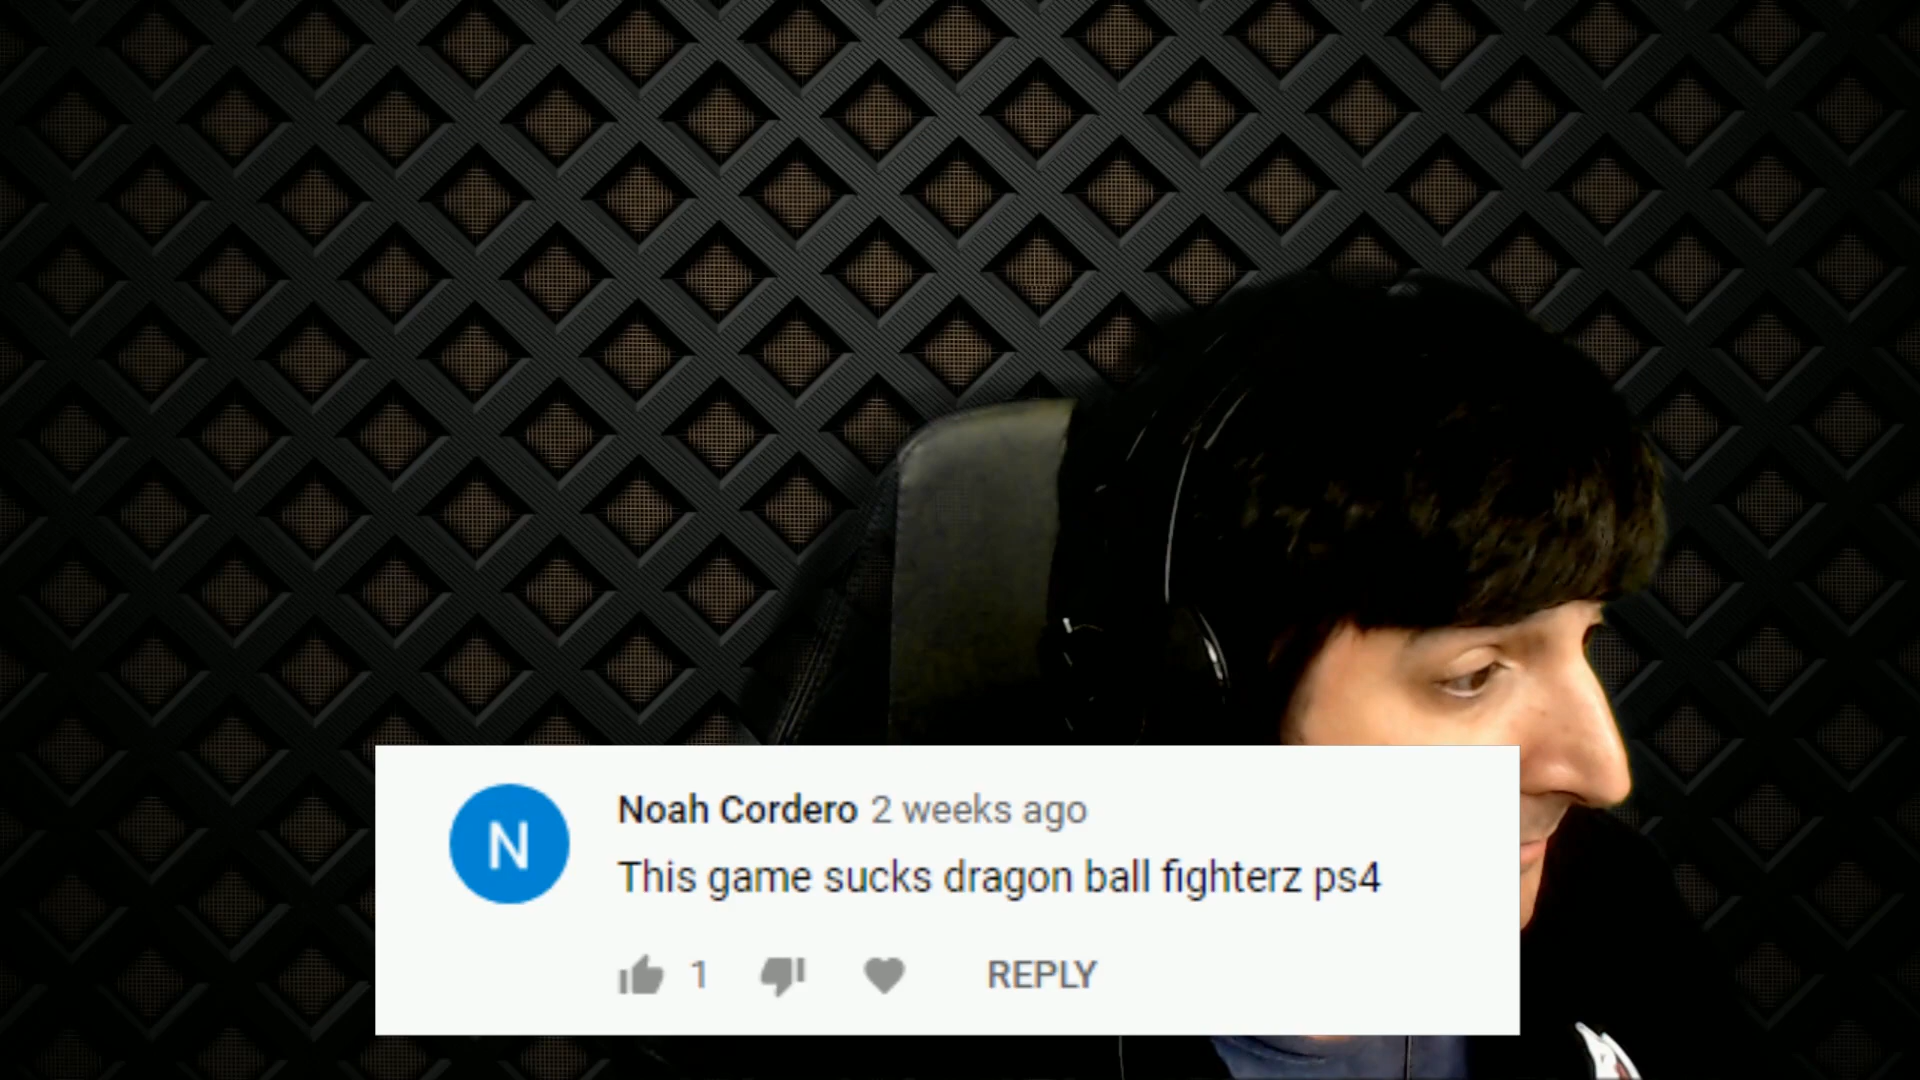 N
Noah Cordero 2 weeks ago
This game sucks dragon ball fighterz ps4
1
REPLY